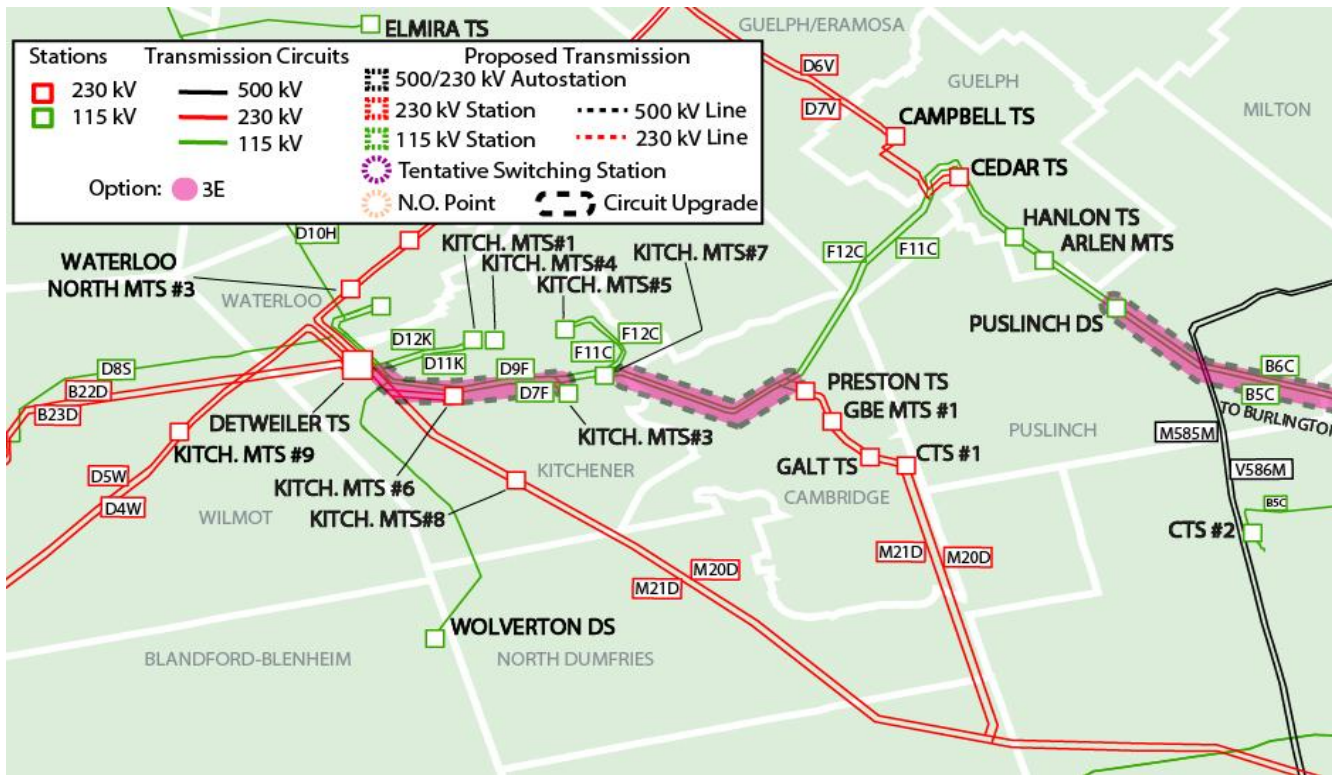 ELMIRA TS
GUELPH/ERAMOSA
Stations
Transmission Circuits
Proposed Transmission
230 kV
115 kV
500 kV
230 kV
115 kV
500/230 kV Autostation
230 kV Station
115 kV Station
500 kV Line
230 kV Line
Tentative Switching Station
Option:
3E
N.O. Point
Circuit Upgrade
D6V
D7V
GUELPH
MILTON
CAMPBELL TS
CEDAR TS
HANLON TS
ARLEN MTS
D10H
KITCH. MTS#1
KITCH. MTS#4
KITCH. MTS#5
KITCH. MTS#7
F12C
F11C
WATERLOO
NORTH MTS #3
WATERLOO
PUSLINCH DS
D12K
D11K
F12C
F11C
D9F
D7F
D8S
B22D
B23D
PRESTON TS
GBE MTS #1
B6C
B5C
TO BURLINGTON
DETWEILER TS
KITCH. MTS #9
KITCH. MTS#3
PUSLINCH
M585M
V586M
KITCHENER
GALT TS
CTS #1
CAMBRIDGE
D5W
D4W
KITCH. MTS #6
WILMOT
KITCH. MTS#8
B5C
CTS #2
M21D
M20D
M20D
M21D
WOLVERTON DS
BLANDFORD-BLENHEIM
NORTH DUMFRIES